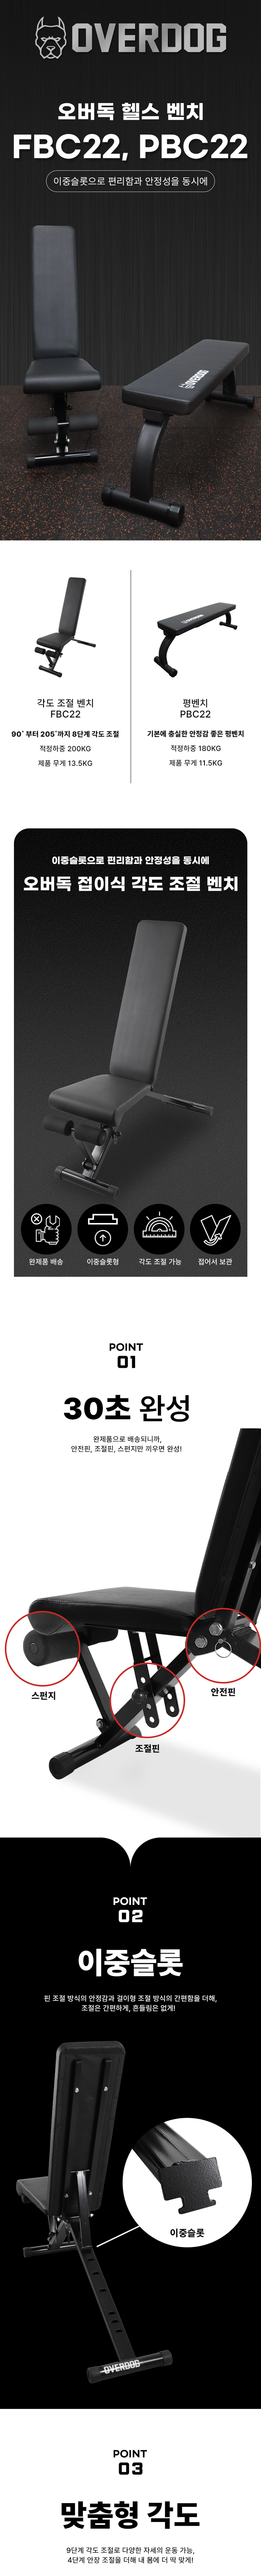 OVERDOG
오버독 헬스 벤치
FBC22, PBC22
이중슬롯으로 편리함과 안정성을 동시에
OVERDOG
각도 조절 벤치
FBC22
90˚ 부터 205˚까지 8단계 각도 조절
적정하중 200KG
제품 무게 13.5KG
평벤치
PBC22
기본에 충실한 안정감 좋은 평벤치
적정하중 180KG
제품 무게 11.5KG
이중슬롯으로 편리함과 안정성을 동시에
오버독 접이식 각도 조절 벤치
완제품 배송
이중슬롯형
각도 조절 가능
접어서 보관
POINT
01
30초 완성
완제품으로 배송되니까,
안전핀, 조절핀, 스펀지만 끼우면 완성!
스펀지
조절핀
안전핀
POINT
02
이중슬롯
핀 조절 방식의 안정감과 걸이형 조절 방식의 간편함을 더해,
조절은 간편하게, 흔들림은 없게!
이중슬롯
OVERDOG
POINT
03
맞춤형 각도
9단계 각도 조절로 다양한 자세의 운동 가능,
4단계 안장 조절을 더해 내 몸에 더 딱 맞게!